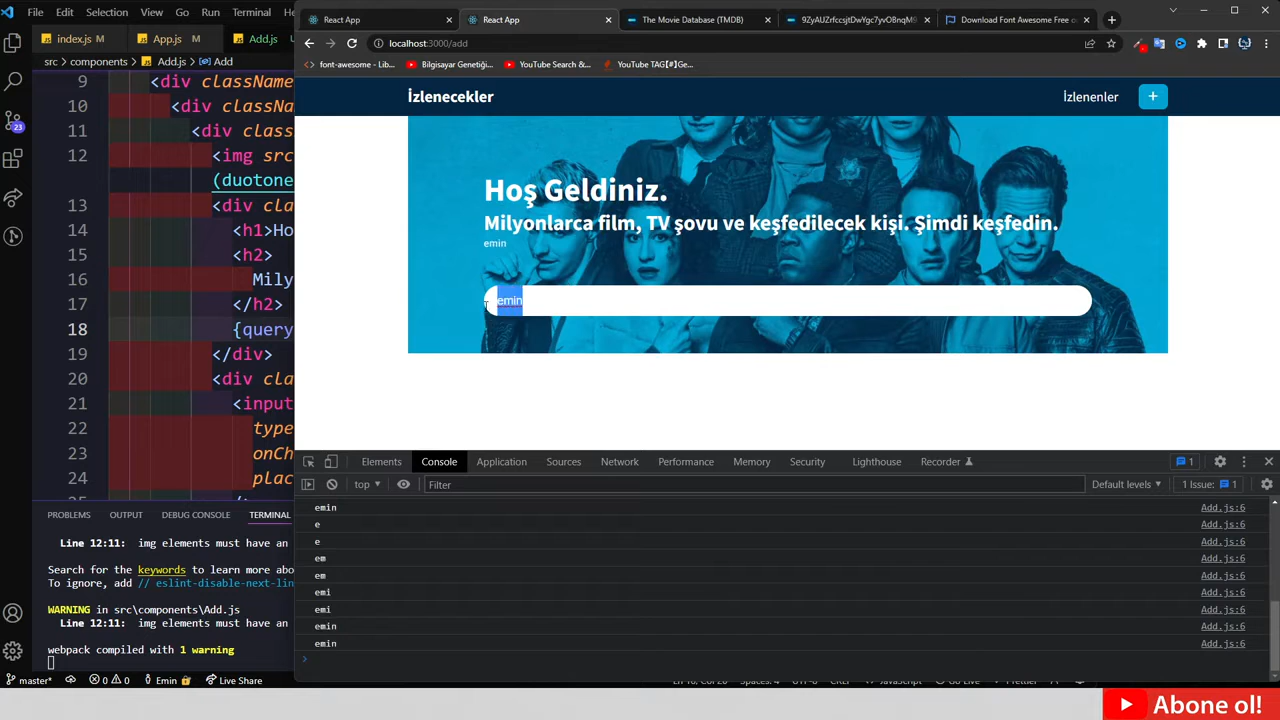 File Edit Selection View Go Run Terminal
index.js M App.js M Add.js
src > components > Add.js > Add
9 <div className
10 <div classNa
11 <div class
12 <img src
(duotone
13 <div cla
14 <h1>Ho
15 <h2>
16 Mily
17 </h2>
18 {query
19 </div>
20 <div cla
21 <input
22 type
23 onCh
24 plac
PROBLEMS OUTPUT DEBUG CONSOLE TERMINAL
Line 12:11: img elements must have an
Search for the keywords to learn more abo
To ignore, add // eslint-disable-next-lin
WARNING in src\components\Add.js
Line 12:11: img elements must have an
webpack compiled with 1 warning
23
master* 0 0 Emin Live Share
React App
React App
The Movie Database (TMDB)
9ZyAUZrfccsjtDwYgc7yvO8nqM9
Download Font Awesome Free o
localhost:3000/add
font-awesome - Lib...
Bilgisayar Genetiği...
YouTube Search &...
YouTube TAG【#】Ge...
İzlenecekler
İzlenenler +
Hoş Geldiniz.
Milyonlarca film, TV şovu ve keşfedilecek kişi. Şimdi keşfedin.
emin
emin
Elements Console Application Sources Network Performance Memory Security Lighthouse Recorder 1
top Filter Default levels 1 Issue: 1
emin Add.js:6
e Add.js:6
e Add.js:6
em Add.js:6
em Add.js:6
emi Add.js:6
emi Add.js:6
emin Add.js:6
emin Add.js:6
Abone ol!